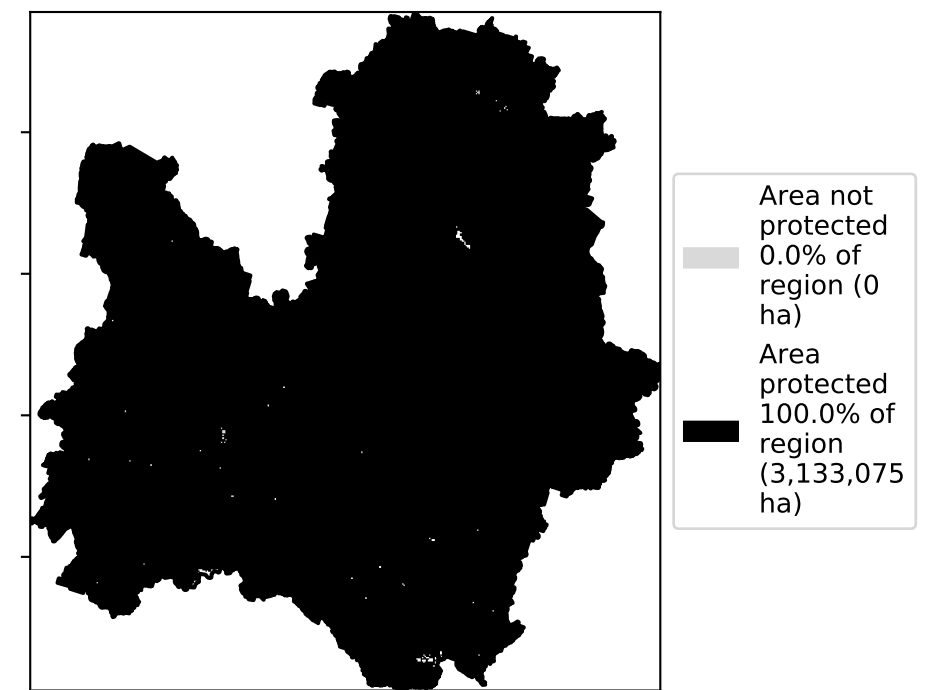 Area not
protected
0.0% of
region (0
ha)
Area
protected
100.0% of
region
(3,133,075
ha)